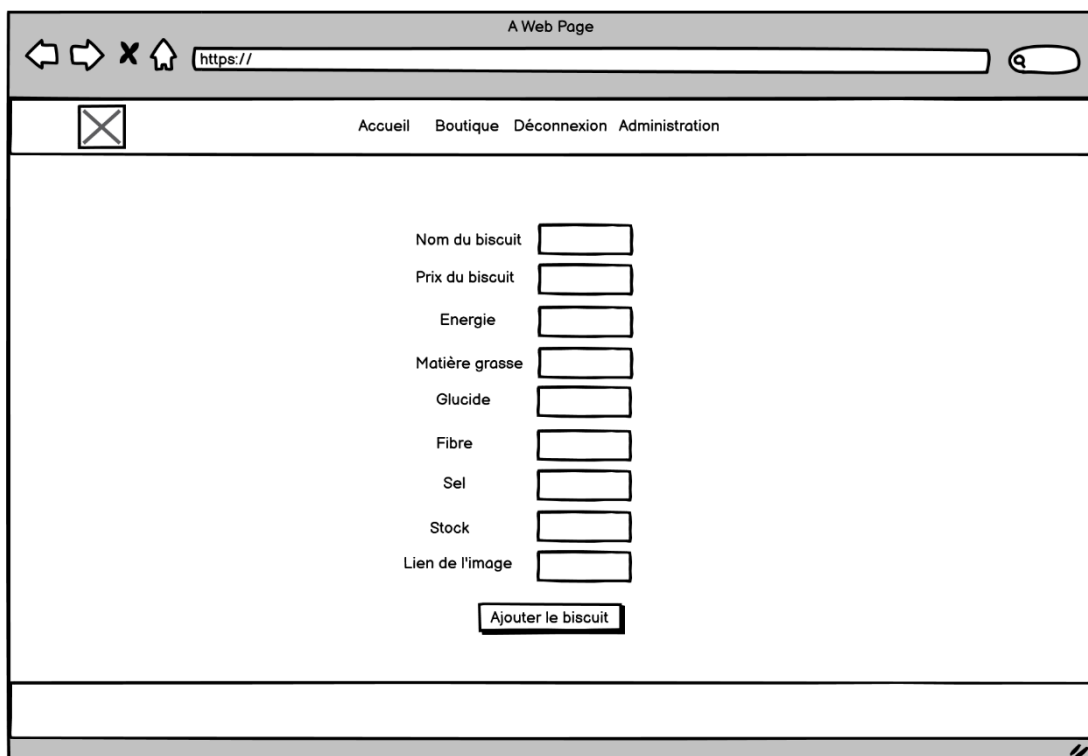 A Web Page
https://
Accueil Boutique Déconnexion Administration
Nom du biscuit
Prix du biscuit
Energie
Matière grasse
Glucide
Fibre
Sel
Stock
Lien de l'image
Ajouter le biscuit